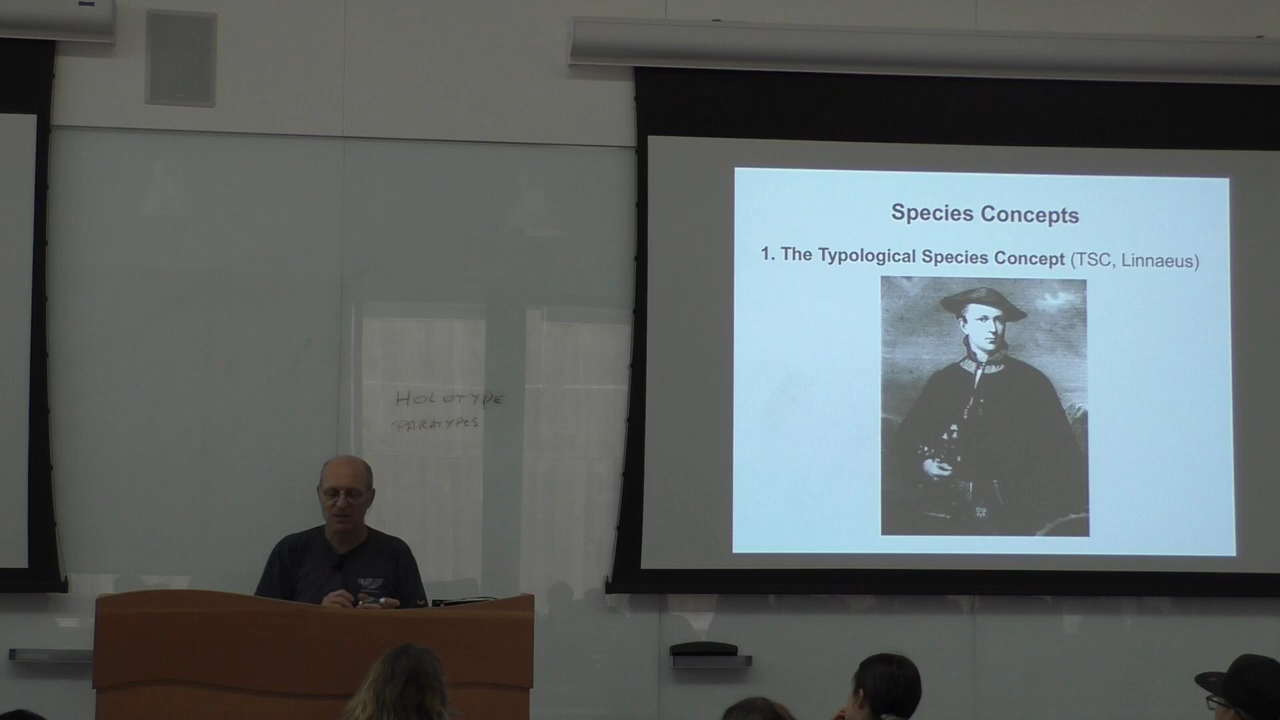 HOLOTYPE
PARATYPES
Species Concepts
1. The Typological Species Concept (TSC, Linnaeus)